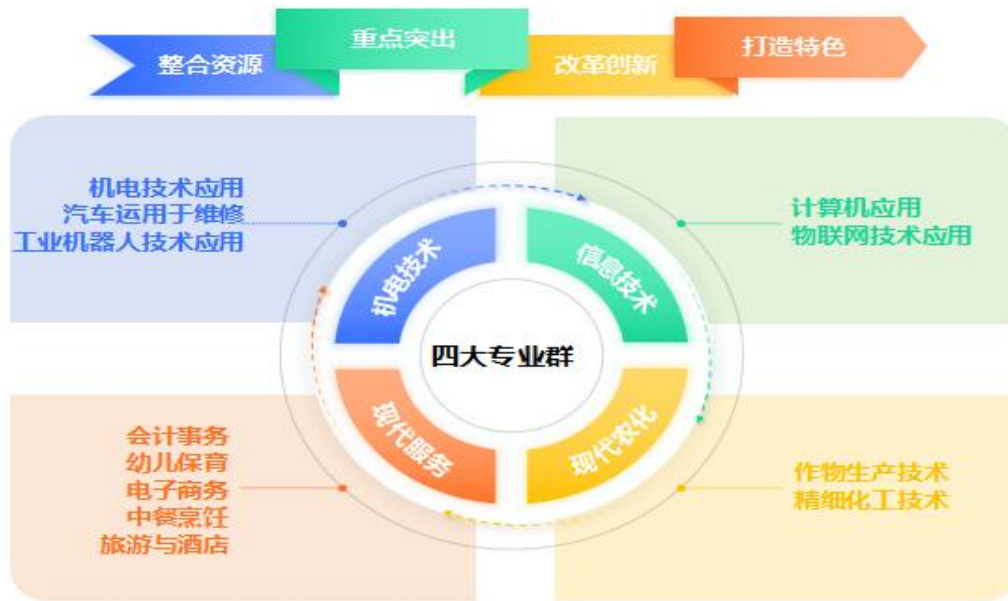 整合资源
重点突出
改革创新
打造特色
机电技术应用
汽车运用于维修
工业机器人技术应用
计算机应用
物联网技术应用
机电技术
信息技术
四大专业群
现代服务
现代农化
会计事务
幼儿保育
电子商务
中餐烹饪
旅游与酒店
作物生产技术
精细化工技术